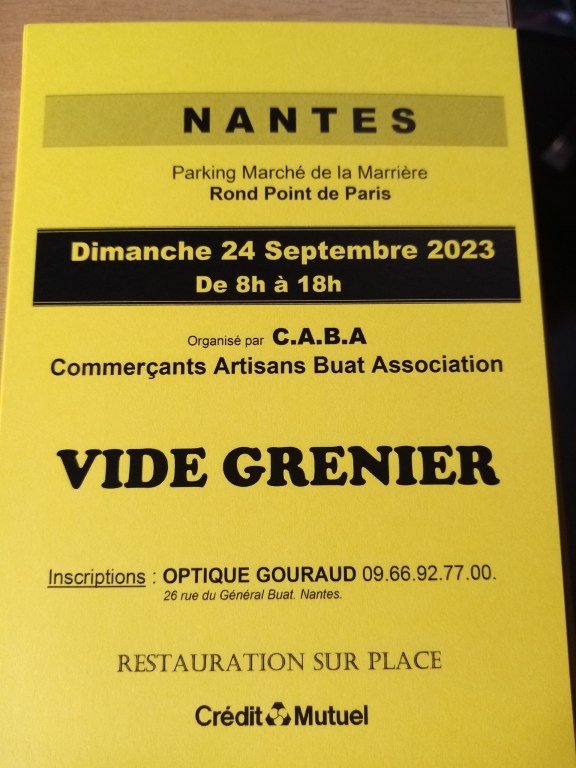 NANTES
Parking Marché de la Marrière
Rond Point de Paris
Dimanche 24 Septembre 2023
De 8h à 18h
Organisé par C.A.B.A
Commerçants Artisans Buat Association
VIDE GRENIER
Inscriptions : OPTIQUE GOURAUD 09.66.92.77.00.
26 rue du Général Buat. Nantes.
RESTAURATION SUR PLACE
Crédit Mutuel